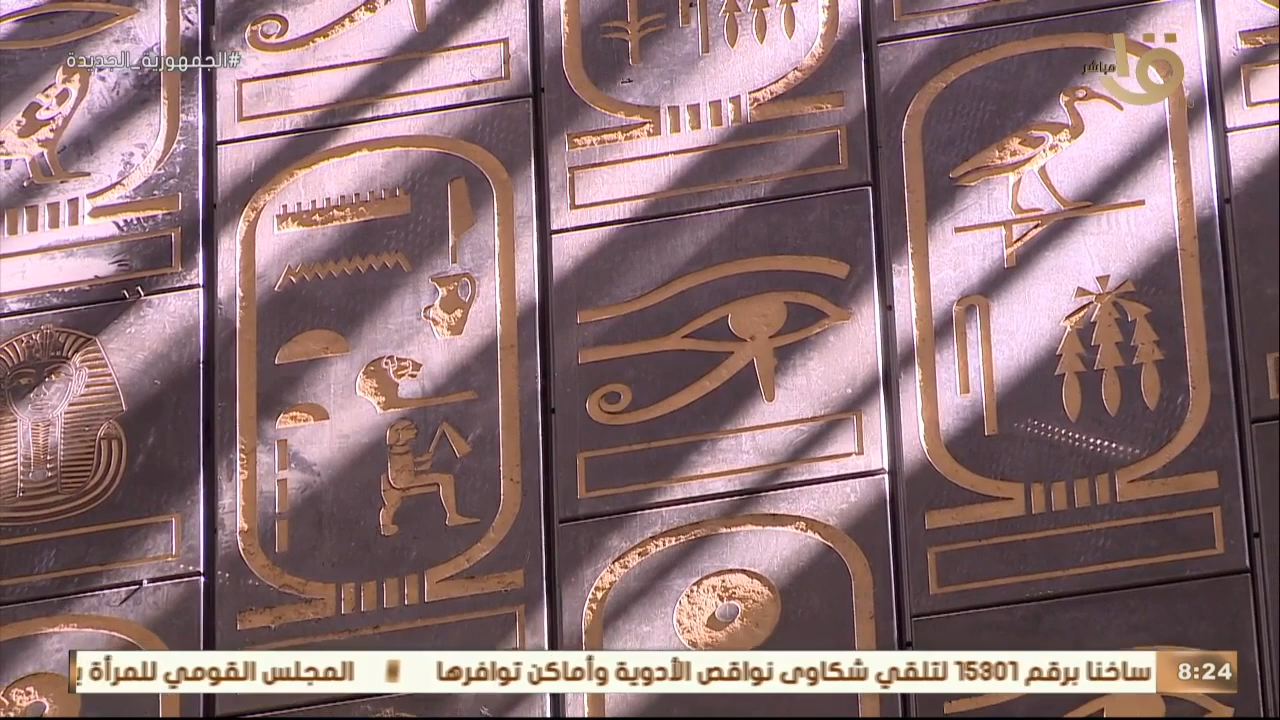 #الجمهورية_الجديدة
مباشر
8:24 ساخنا برقم 15301 لتلقي شكاوى نواقص الأدوية وأماكن توافرها
المجلس القومي للمرأة